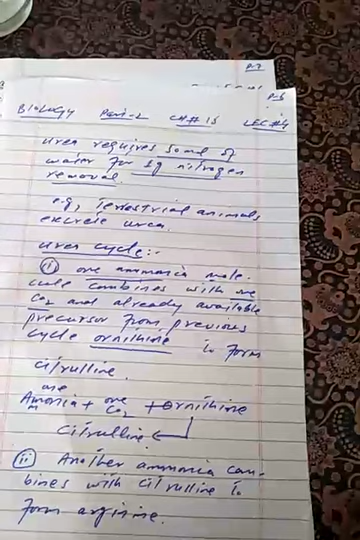 P-7
P-8
Biology Part-2 CH#15 LEC#4
Urea requires 50ml of
water for 1g nitrogen
removal
e.g, Terrestrial animals
excrete urea.
Urea cycle:-
(i) one ammonia mole-
cule combines with one
CO2 and already available
precursor from previous
cycle ornithine to form
citrulline.
one
Amonia + one CO2 + ornithine
Citrulline
(ii) Another ammonia com-
bines with citrulline to
form arginine.